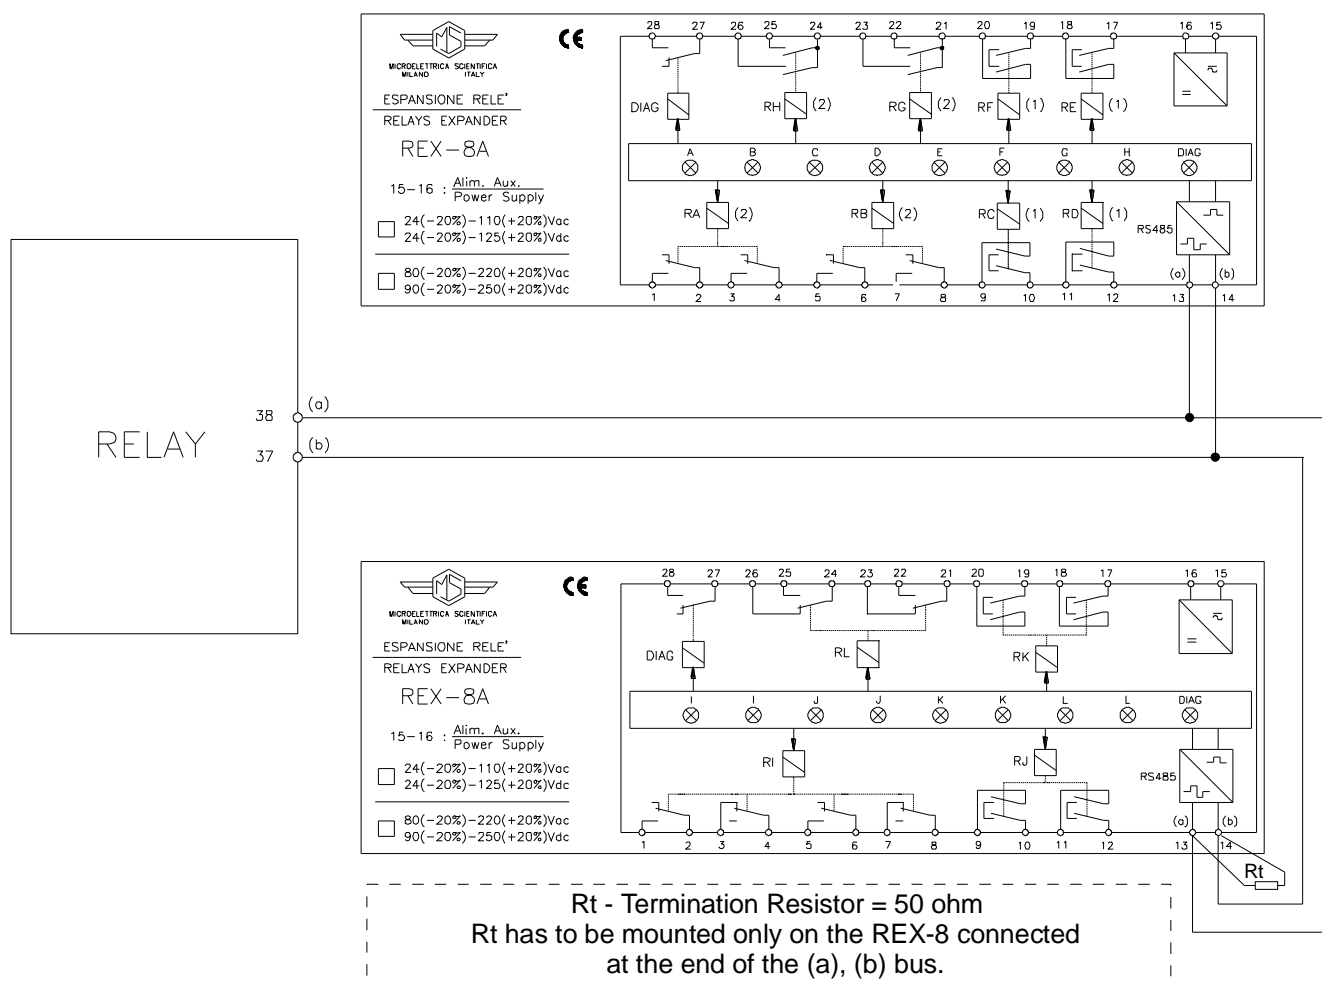 28 27 26 25 24 23 22 21 20 19 18 17 16 15
MS
CE
MICROELETTRICA SCIENTIFICA
MILANO ITALY
ESPANSIONE RELE'
RELAYS EXPANDER
REX-8A
15-16 : Alim. Aux.
Power Supply
24(-20%)-110(+20%)Vac
24(-20%)-125(+20%)Vdc
80(-20%)-220(+20%)Vac
90(-20%)-250(+20%)Vdc
DIAG RH (2) RG (2) RF (1) RE (1)
=
A B C D E F G H DIAG
RA (2) RB (2) RC (1) RD (1)
RS485
(a) (b)
1 2 3 4 5 6 7 8 9 10 11 12 13 14
RELAY
38 (a)
37 (b)
28 27 26 25 24 23 22 21 20 19 18 17 16 15
MS
CE
MICROELETTRICA SCIENTIFICA
MILANO ITALY
ESPANSIONE RELE'
RELAYS EXPANDER
REX-8A
15-16 : Alim. Aux.
Power Supply
24(-20%)-110(+20%)Vac
24(-20%)-125(+20%)Vdc
80(-20%)-220(+20%)Vac
90(-20%)-250(+20%)Vdc
DIAG RL RK
=
I I J J K K L L DIAG
RI RJ
RS485
(a) (b)
1 2 3 4 5 6 7 8 9 10 11 12 13 14
Rt
Rt - Termination Resistor = 50 ohm
Rt has to be mounted only on the REX-8 connected
at the end of the (a), (b) bus.